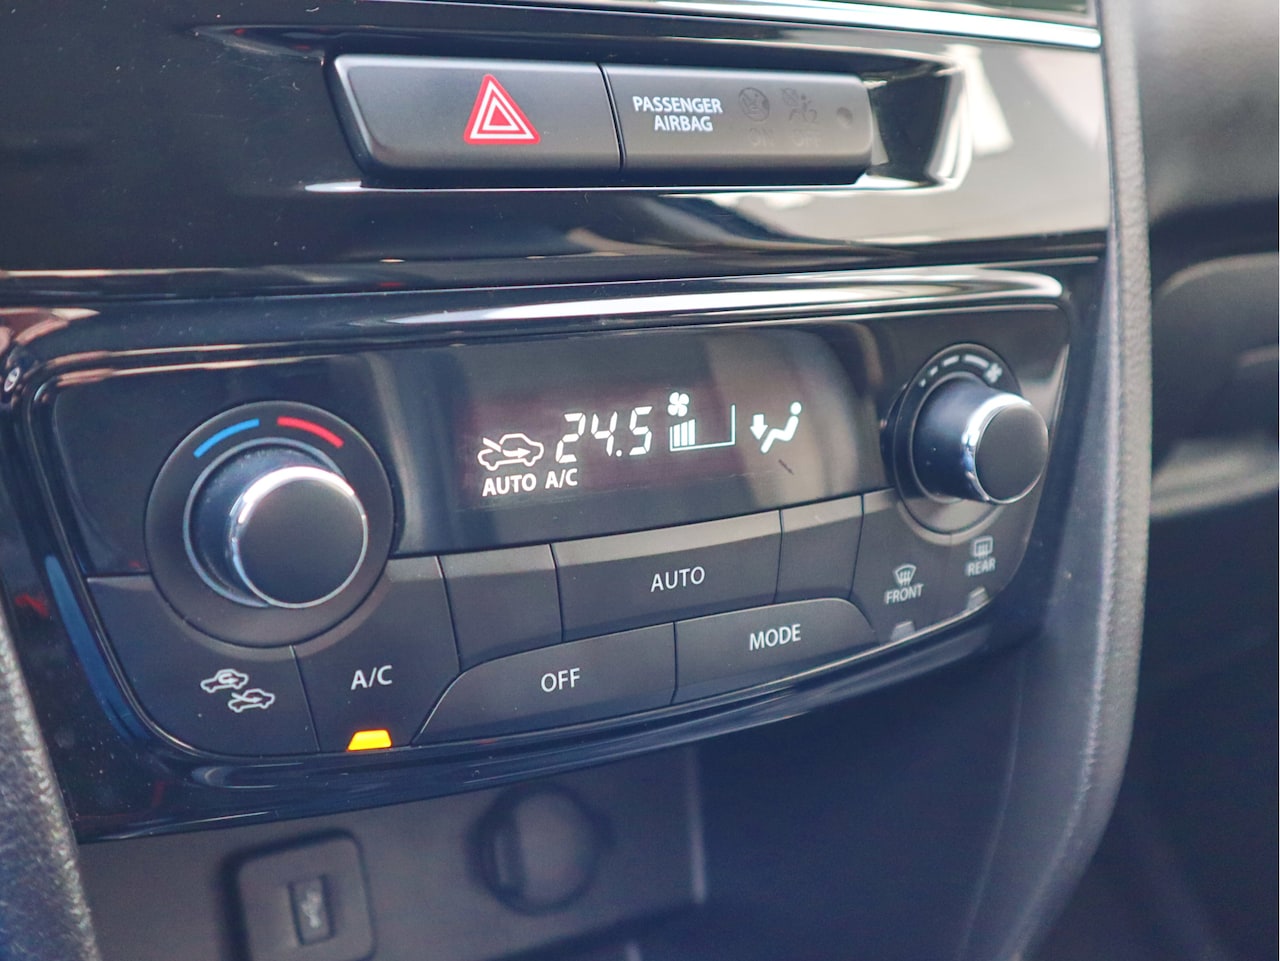 PASSENGER
AIRBAG
ON OFF
24.5
AUTO A/C
AUTO
FRONT
REAR
A/C
OFF
MODE